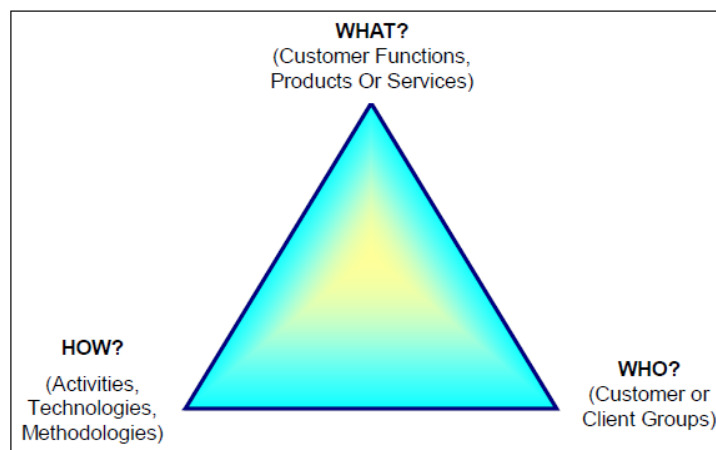 WHAT?
(Customer Functions,
Products Or Services)
HOW?
(Activities,
Technologies,
Methodologies)
WHO?
(Customer or
Client Groups)